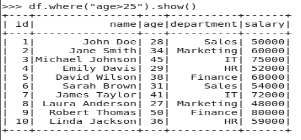 >>> df.where("age>25").show()
+---+---------------+---+----------+------+
| id|           name|age|department|salary|
+---+---------------+---+----------+------+
|  1|       John Doe| 28|     Sales| 50000|
|  2|     Jane Smith| 34| Marketing| 60000|
|  3|Michael Johnson| 45|        IT| 75000|
|  4|    Emily Davis| 29|        HR| 52000|
|  5|   David Wilson| 38|   Finance| 68000|
|  6|    Sarah Brown| 31|     Sales| 54000|
|  7|   James Taylor| 41|        IT| 72000|
|  8| Laura Anderson| 27| Marketing| 48000|
|  9|  Robert Thomas| 50|   Finance| 80000|
| 10|  Linda Jackson| 36|        HR| 59000|
+---+---------------+---+----------+------+